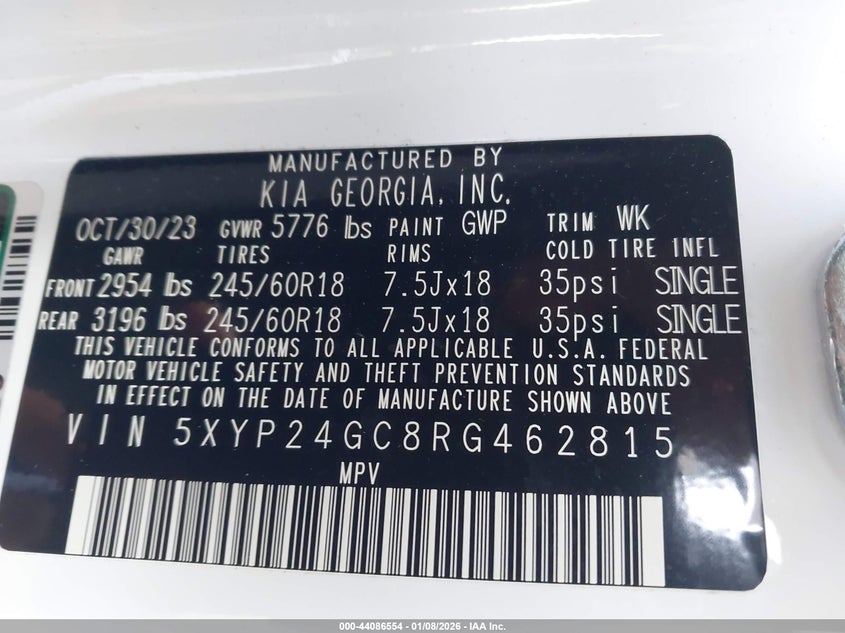 MANUFACTURED BY
KIA GEORGIA, INC.
OCT/30/23 GVWR 5776 lbs PAINT GWP TRIM WK
GAWR TIRES RIMS COLD TIRE INFL
FRONT 2954 lbs 245/60R18 7.5Jx18 35psi SINGLE
REAR 3196 lbs 245/60R18 7.5Jx18 35psi SINGLE
THIS VEHICLE CONFORMS TO ALL APPLICABLE U.S.A. FEDERAL
MOTOR VEHICLE SAFETY AND THEFT PREVENTION STANDARDS
IN EFFECT ON THE DATE OF MANUFACTURE SHOWN ABOVE
VIN 5XYP24GC8RG462815
MPV
000-44086554 - 01/08/2026 - IAA Inc.